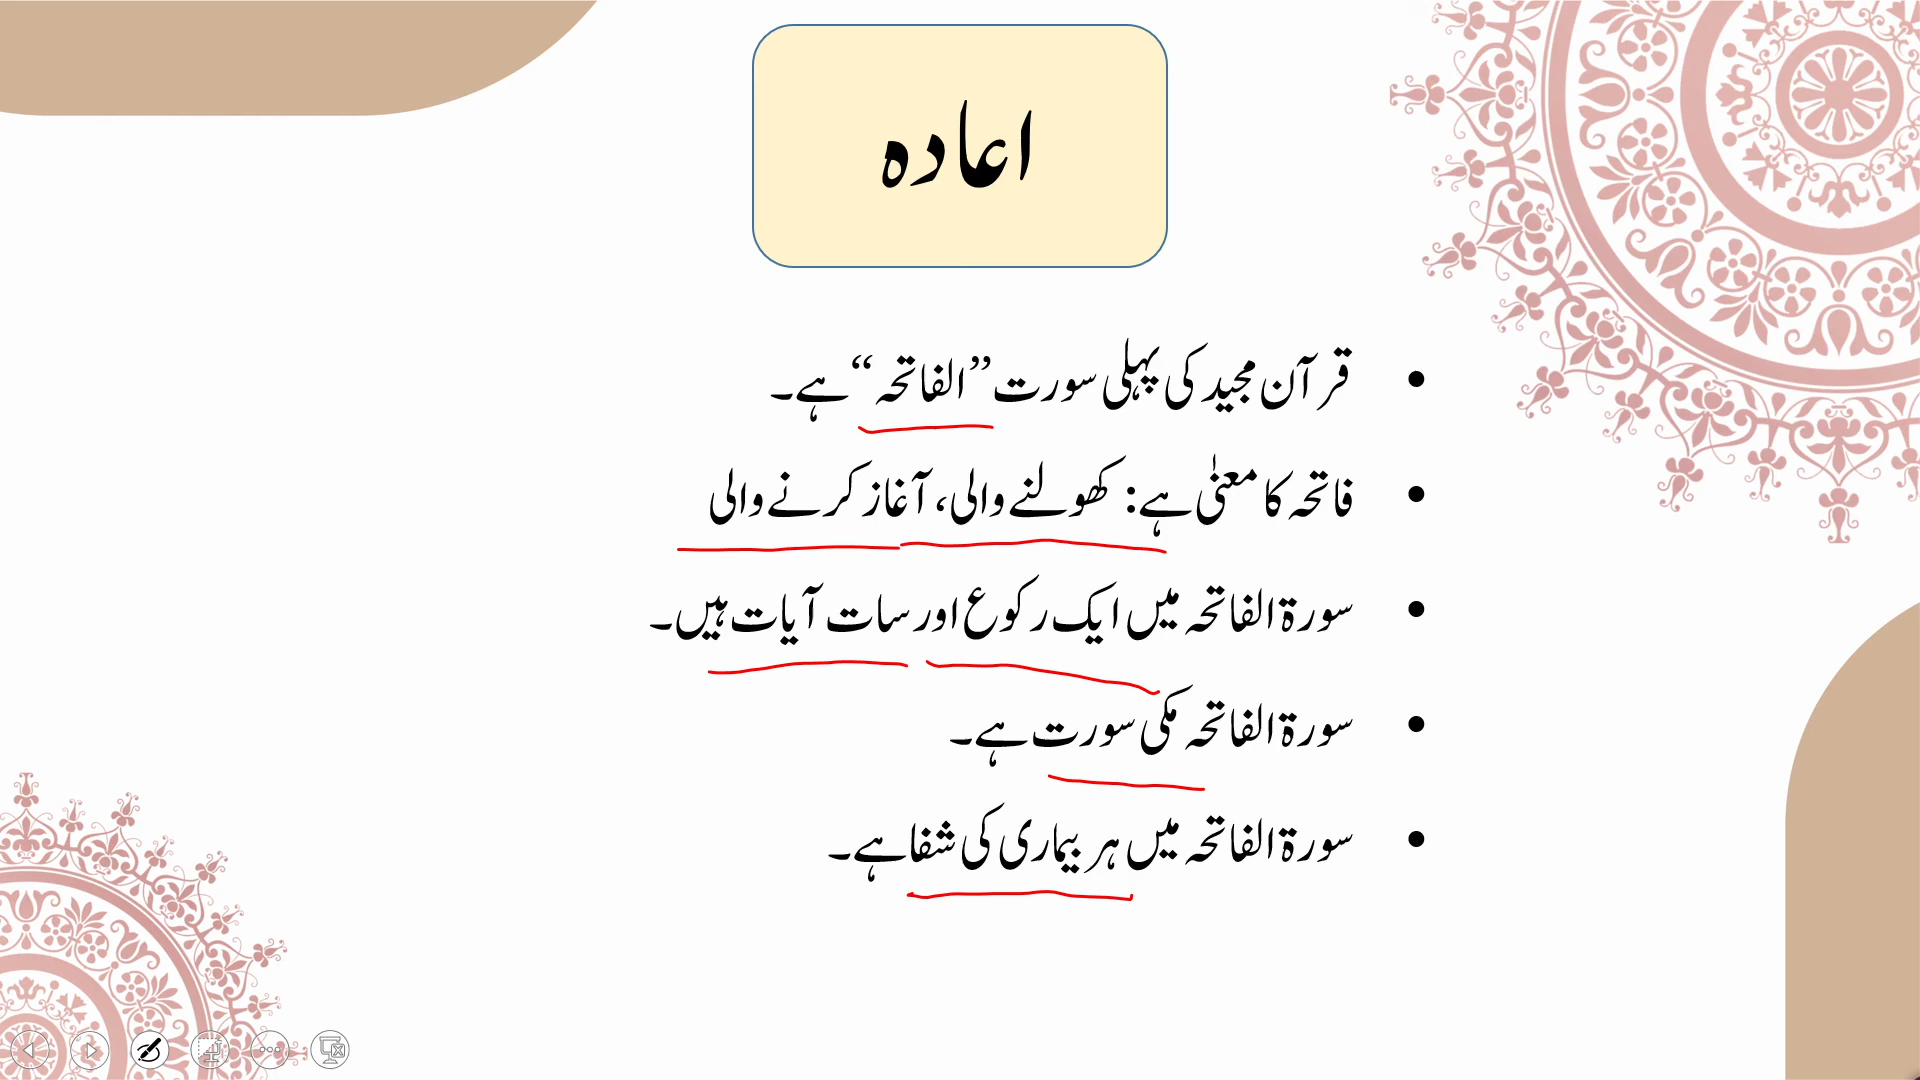 اعادہ
• قرآن مجید کی پہلی سورت ”الفاتحہ“ ہے۔
• فاتحہ کا معنٰی ہے: کھولنے والی، آغاز کرنے والی
• سورۃ الفاتحہ میں ایک رکوع اور سات آیات ہیں۔
• سورۃ الفاتحہ مکی سورت ہے۔
• سورۃ الفاتحہ میں ہر بیماری کی شفا ہے۔